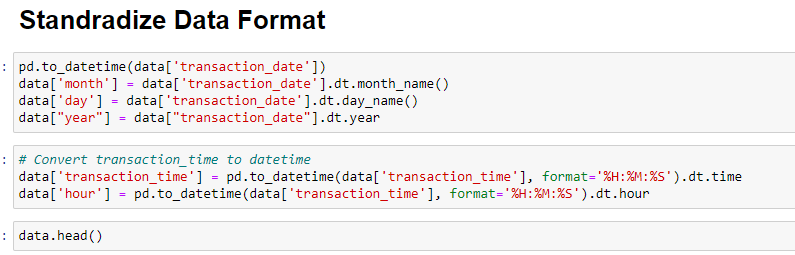 Standradize Data Format
: pd.to_datetime(data['transaction_date'])
data['month'] = data['transaction_date'].dt.month_name()
data['day'] = data['transaction_date'].dt.day_name()
data["year"] = data["transaction_date"].dt.year
: # Convert transaction_time to datetime
data['transaction_time'] = pd.to_datetime(data['transaction_time'], format='%H:%M:%S').dt.time
data['hour'] = pd.to_datetime(data['transaction_time'], format='%H:%M:%S').dt.hour
: data.head()